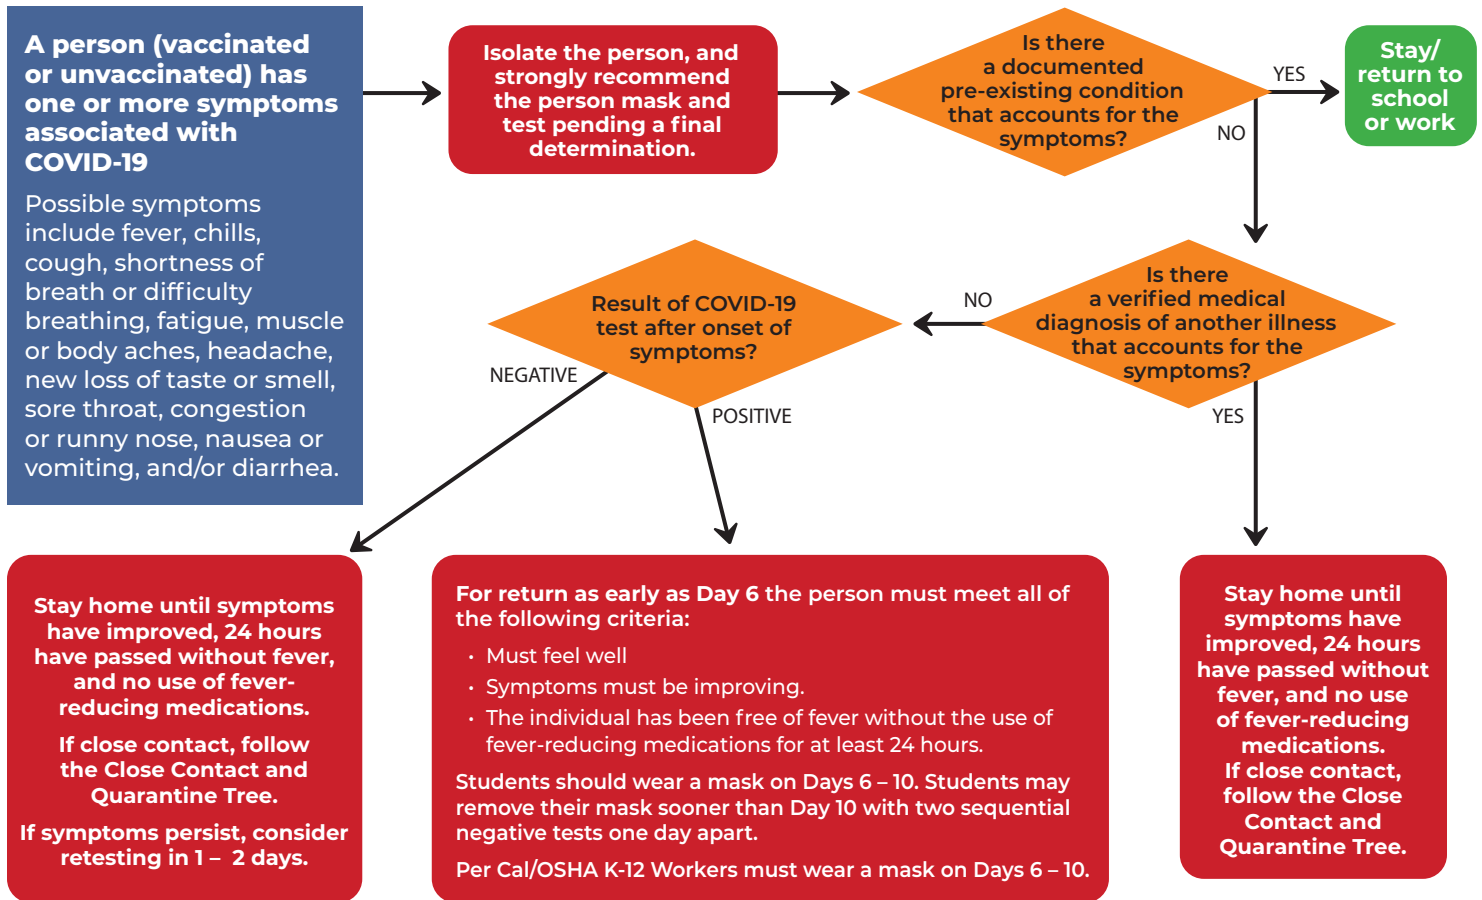 A person (vaccinated
or unvaccinated) has
one or more symptoms
associated with
COVID-19
Possible symptoms
include fever, chills,
cough, shortness of
breath or difficulty
breathing, fatigue, muscle
or body aches, headache,
new loss of taste or smell,
sore throat, congestion
or runny nose, nausea or
vomiting, and/or diarrhea.
Isolate the person, and
strongly recommend
the person mask and
test pending a final
determination.
Is there
a documented
pre-existing condition
that accounts for the
symptoms?
YES
Stay/
return to
school
or work
NO
Is there
a verified medical
diagnosis of another illness
that accounts for the
symptoms?
NO
YES
Result of COVID-19
test after onset of
symptoms?
NEGATIVE
POSITIVE
Stay home until symptoms
have improved, 24 hours
have passed without fever,
and no use of fever-
reducing medications.
If close contact, follow
the Close Contact and
Quarantine Tree.
If symptoms persist, consider
retesting in 1 – 2 days.
For return as early as Day 6 the person must meet all of
the following criteria:
• Must feel well
• Symptoms must be improving.
• The individual has been free of fever without the use of
fever-reducing medications for at least 24 hours.
Students should wear a mask on Days 6 – 10. Students may
remove their mask sooner than Day 10 with two sequential
negative tests one day apart.
Per Cal/OSHA K-12 Workers must wear a mask on Days 6 – 10.
Stay home until
symptoms have
improved, 24 hours
have passed without
fever, and no use
of fever-reducing
medications.
If close contact,
follow the Close
Contact and
Quarantine Tree.